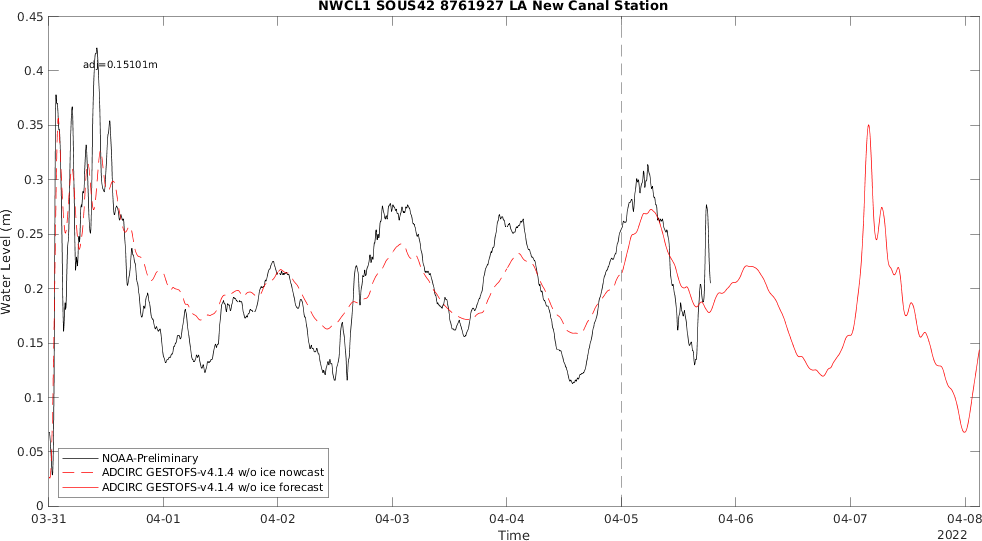 NWCL1 SOUS42 8761927 LA New Canal Station
0.45
adj=0.15101m
0.4
0.35
0.3
0.25
0.2
0.15
0.1
0.05
0
Water Level (m)
NOAA-Preliminary
ADCIRC GESTOFS-v4.1.4 w/o ice nowcast
ADCIRC GESTOFS-v4.1.4 w/o ice forecast
03-31 04-01 04-02 04-03 04-04 04-05 04-06 04-07 04-08
Time
2022